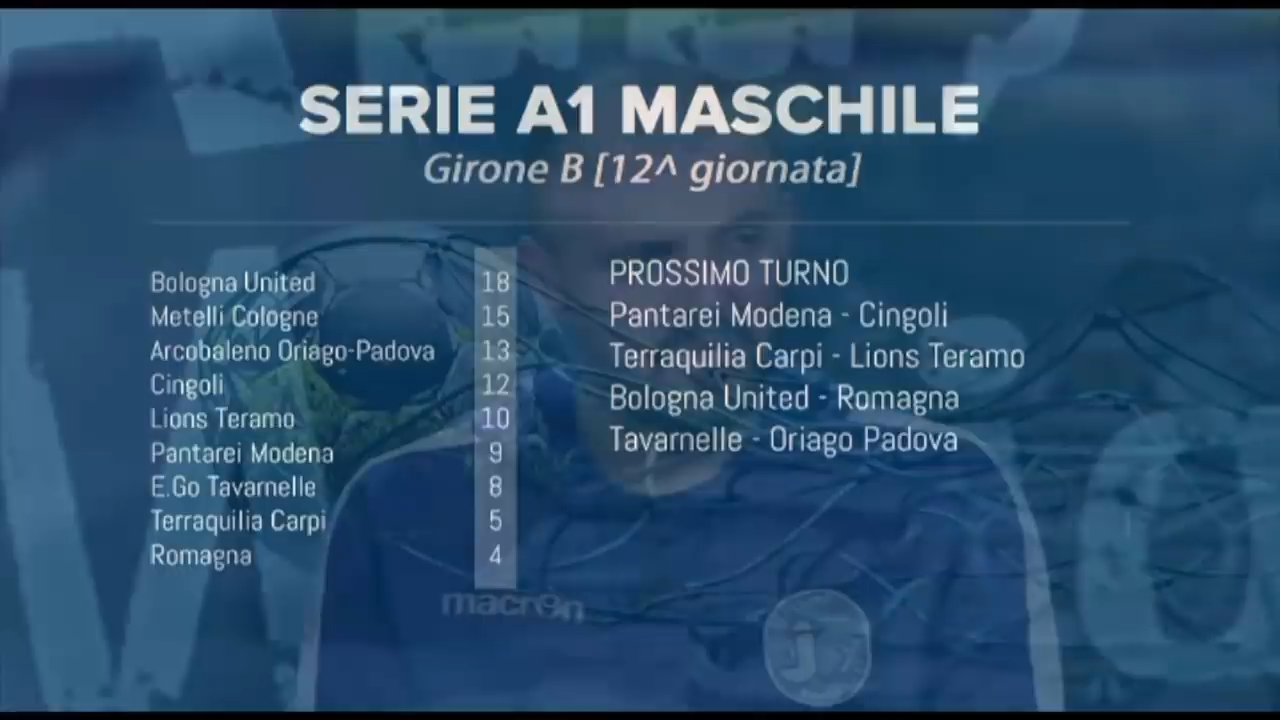 SERIE A1 MASCHILE
Girone B [12^ giornata]
Bologna United 18
Metelli Cologne 15
Arcobaleno Oriago-Padova 13
Cingoli 12
Lions Teramo 10
Pantarei Modena 9
E.Go Tavarnelle 8
Terraquilia Carpi 5
Romagna 4
PROSSIMO TURNO
Pantarei Modena - Cingoli
Terraquilia Carpi - Lions Teramo
Bologna United - Romagna
Tavarnelle - Oriago Padova
macron